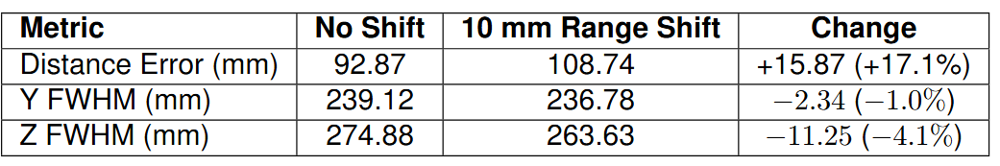 Metric No Shift 10 mm Range Shift Change
Distance Error (mm) 92.87 108.74 +15.87 (+17.1%)
Y FWHM (mm) 239.12 236.78 −2.34 (−1.0%)
Z FWHM (mm) 274.88 263.63 −11.25 (−4.1%)